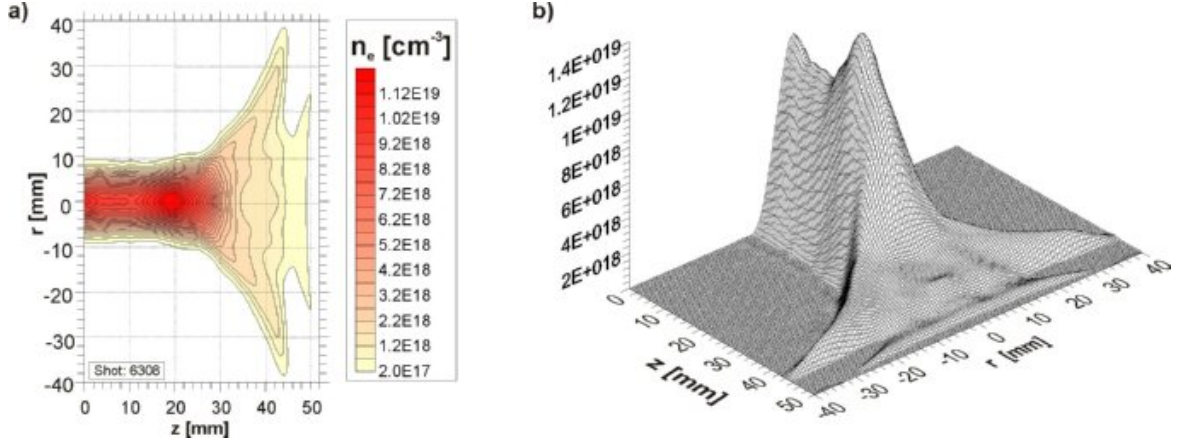 a)
40
30
20
10
0
-10
-20
-30
-40
r [mm]
Shot: 6308
0 10 20 30 40 50
z [mm]
nₑ [cm⁻³]
1.12E19
1.02E19
9.2E18
8.2E18
7.2E18
6.2E18
5.2E18
4.2E18
3.2E18
2.2E18
1.2E18
2.0E17
b)
1.4E+019
1.2E+019
1E+019
8E+018
6E+018
4E+018
2E+018
0
10
20
30
40
50
z [mm]
-40
-30
-20
-10
0
10
20
30
40
r [mm]